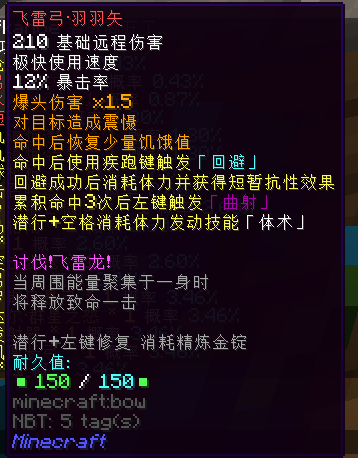 飞雷弓·羽羽矢
210 基础远程伤害
极快使用速度
12% 暴击率
爆头伤害 x1.5
对目标造成震慑
命中后恢复少量饥饿值
命中后使用疾跑键触发「回避」
回避成功后消耗体力并获得短暂抗性效果
累积命中3次后左键触发「曲射」
潜行+空格消耗体力发动技能「体术」
讨伐!飞雷龙!
当周围能量聚集于一身时
将释放致命一击
潜行+左键修复 消耗精炼金锭
耐久值:
▪ 150 / 150 ▪
minecraft:bow
NBT: 5 tag(s)
Minecraft